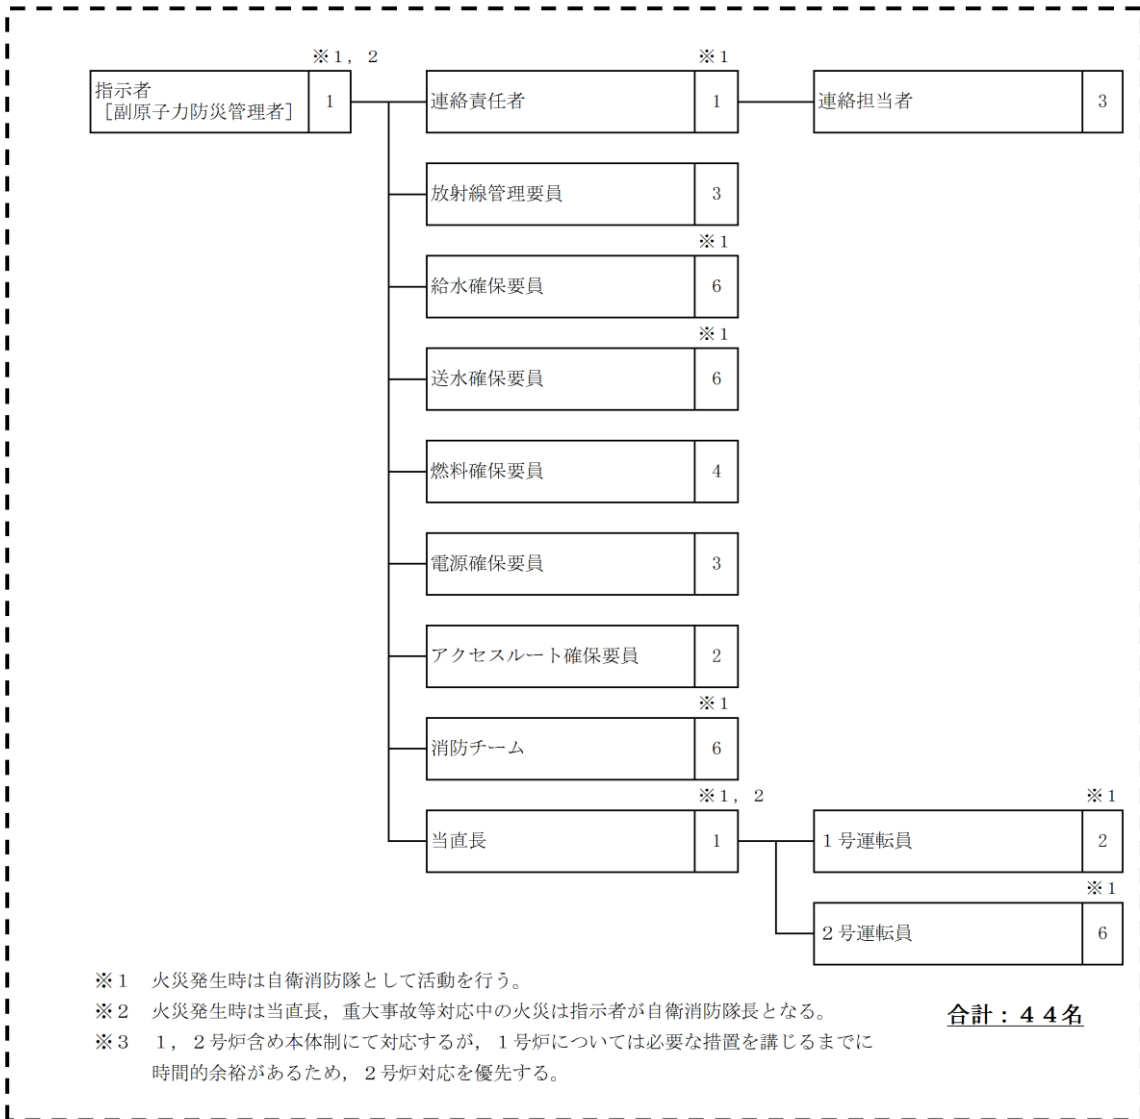 ※1,2
指示者
[副原子力防災管理者]
1
※1
連絡責任者
1
連絡担当者
3
放射線管理要員
3
※1
給水確保要員
6
※1
送水確保要員
6
燃料確保要員
4
電源確保要員
3
アクセスルート確保要員
2
※1
消防チーム
6
※1,2
当直長
1
※1
1号運転員
2
※1
2号運転員
6
※1 火災発生時は自衛消防隊として活動を行う。
※2 火災発生時は当直長,重大事故等対応中の火災は指示者が自衛消防隊長となる。
※3 1,2号炉含め本体制にて対応するが,1号炉については必要な措置を講じるまでに
時間的余裕があるため,2号炉対応を優先する。
合計:44名